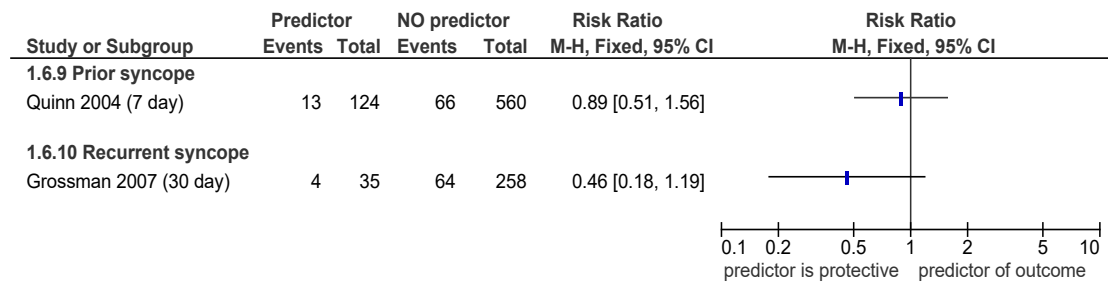 Predictor NO predictor Risk Ratio Risk Ratio
Study or Subgroup Events Total Events Total M-H, Fixed, 95% CI M-H, Fixed, 95% CI
1.6.9 Prior syncope
Quinn 2004 (7 day) 13 124 66 560 0.89 [0.51, 1.56]
1.6.10 Recurrent syncope
Grossman 2007 (30 day) 4 35 64 258 0.46 [0.18, 1.19]
0.1 0.2 0.5 1 2 5 10
predictor is protective predictor of outcome